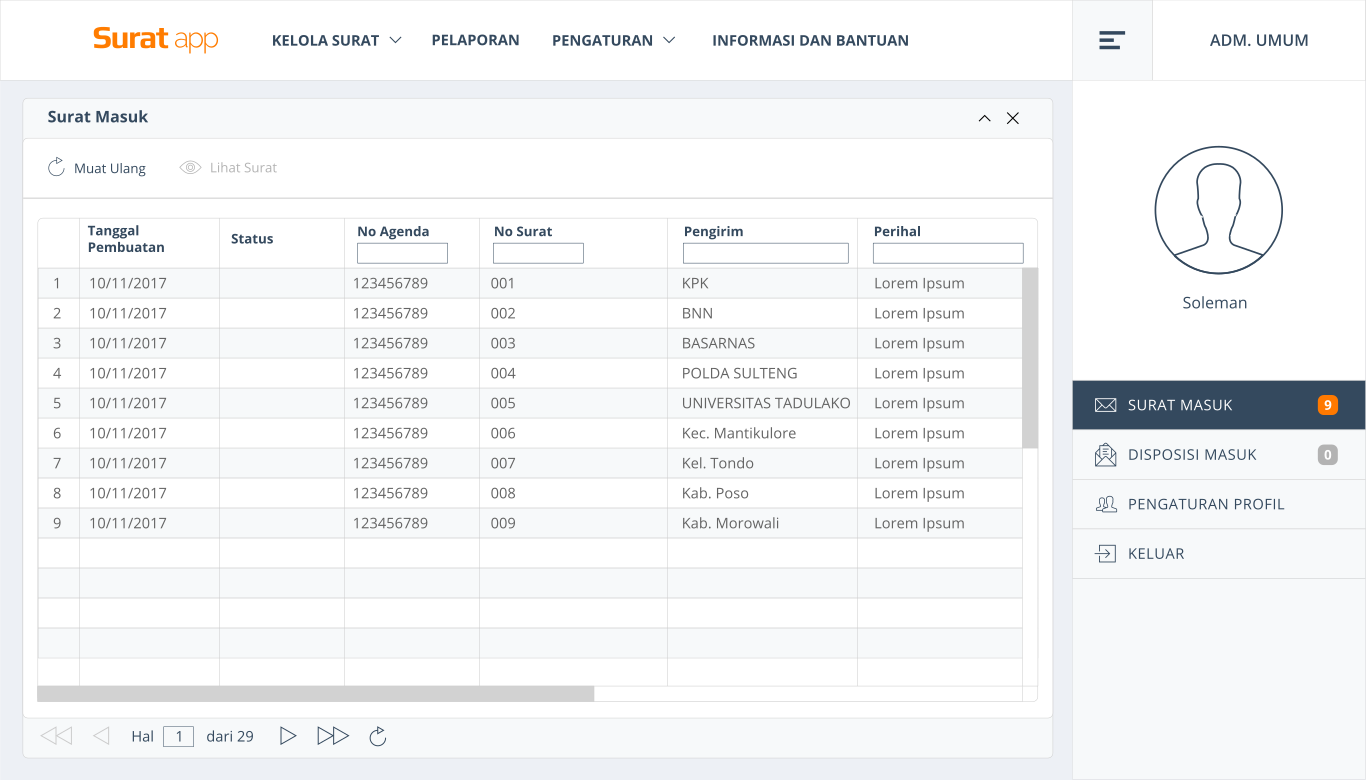 Surat app
KELOLA SURAT PELAPORAN PENGATURAN INFORMASI DAN BANTUAN ADM. UMUM
Surat Masuk
Muat Ulang Lihat Surat
Tanggal Pembuatan Status No Agenda No Surat Pengirim Perihal
1 10/11/2017 123456789 001 KPK Lorem Ipsum
2 10/11/2017 123456789 002 BNN Lorem Ipsum
3 10/11/2017 123456789 003 BASARNAS Lorem Ipsum
4 10/11/2017 123456789 004 POLDA SULTENG Lorem Ipsum
5 10/11/2017 123456789 005 UNIVERSITAS TADULAKO Lorem Ipsum
6 10/11/2017 123456789 006 Kec. Mantikulore Lorem Ipsum
7 10/11/2017 123456789 007 Kel. Tondo Lorem Ipsum
8 10/11/2017 123456789 008 Kab. Poso Lorem Ipsum
9 10/11/2017 123456789 009 Kab. Morowali Lorem Ipsum
Hal 1 dari 29
Soleman
SURAT MASUK 9
DISPOSISI MASUK 0
PENGATURAN PROFIL
KELUAR